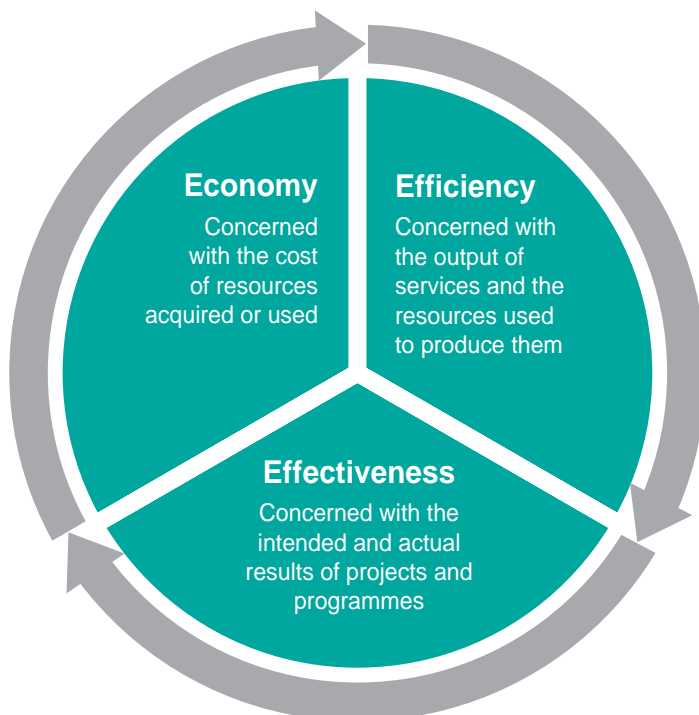 Economy
Concerned
with the cost
of resources
acquired or used
Efficiency
Concerned with
the output of
services and the
resources used
to produce them
Effectiveness
Concerned with the
intended and actual
results of projects and
programmes